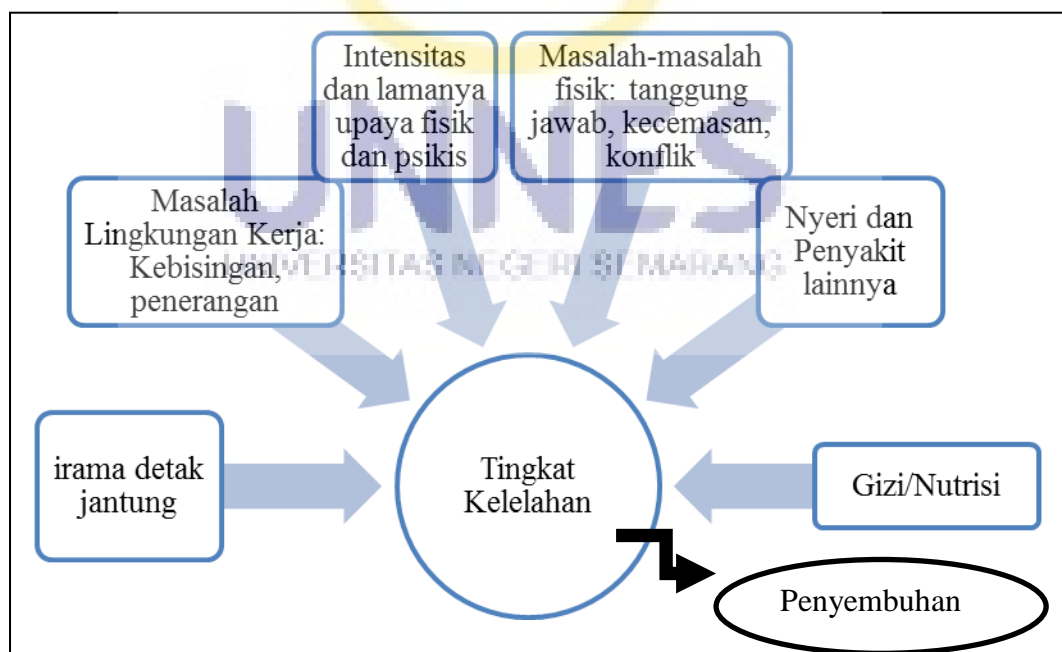 Intensitas
dan lamanya
upaya fisik
dan psikis
Masalah-masalah
fisik: tanggung
jawab, kecemasan,
konflik
Masalah
Lingkungan Kerja:
Kebisingan,
penerangan
Nyeri dan
Penyakit
lainnya
UNNES
UNIVERSITAS NEGERI SEMARANG
irama detak
jantung
Tingkat
Kelelahan
Gizi/Nutrisi
Penyembuhan